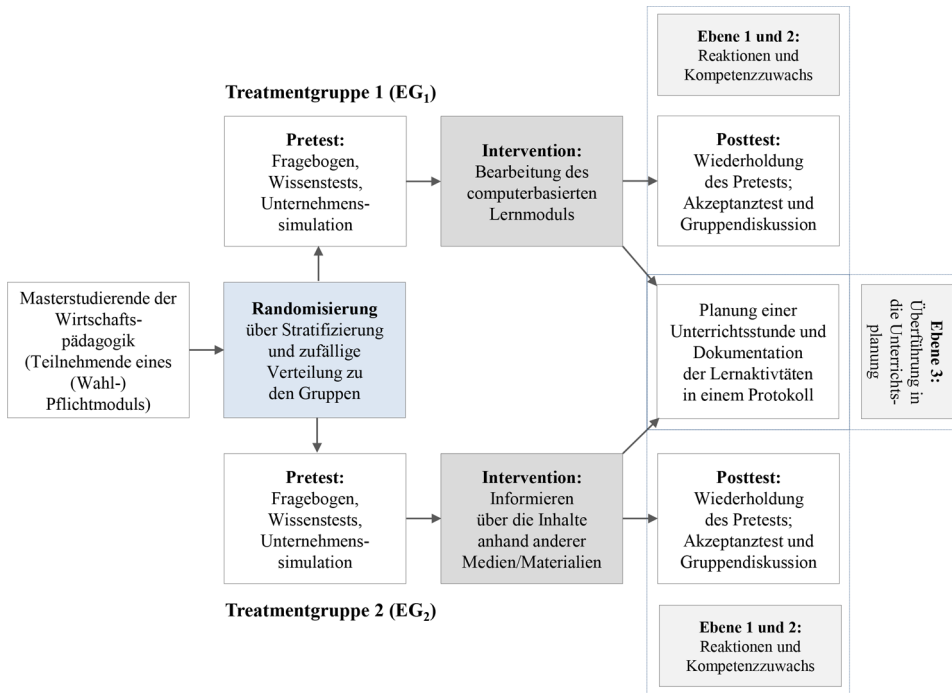 Ebene 1 und 2:
Reaktionen und
Kompetenzzuwachs
Treatmentgruppe 1 (EG₁)
Pretest:
Fragebogen,
Wissenstests,
Unternehmens-
simulation
Intervention:
Bearbeitung des
computerbasierten
Lernmoduls
Posttest:
Wiederholung
des Pretests;
Akzeptanztest und
Gruppendiskussion
Masterstudierende der
Wirtschafts-
pädagogik
(Teilnehmende eines
(Wahl-)
Pflichtmoduls)
Randomisierung
über Stratifizierung
und zufällige
Verteilung zu
den Gruppen
Planung einer
Unterrichtsstunde und
Dokumentation
der Lernaktivtäten
in einem Protokoll
Ebene 3:
Überführung in
die Unterrichts-
planung
Pretest:
Fragebogen,
Wissenstests,
Unternehmens-
simulation
Intervention:
Informieren
über die Inhalte
anhand anderer
Medien/Materialien
Posttest:
Wiederholung
des Pretests;
Akzeptanztest und
Gruppendiskussion
Treatmentgruppe 2 (EG₂)
Ebene 1 und 2:
Reaktionen und
Kompetenzzuwachs